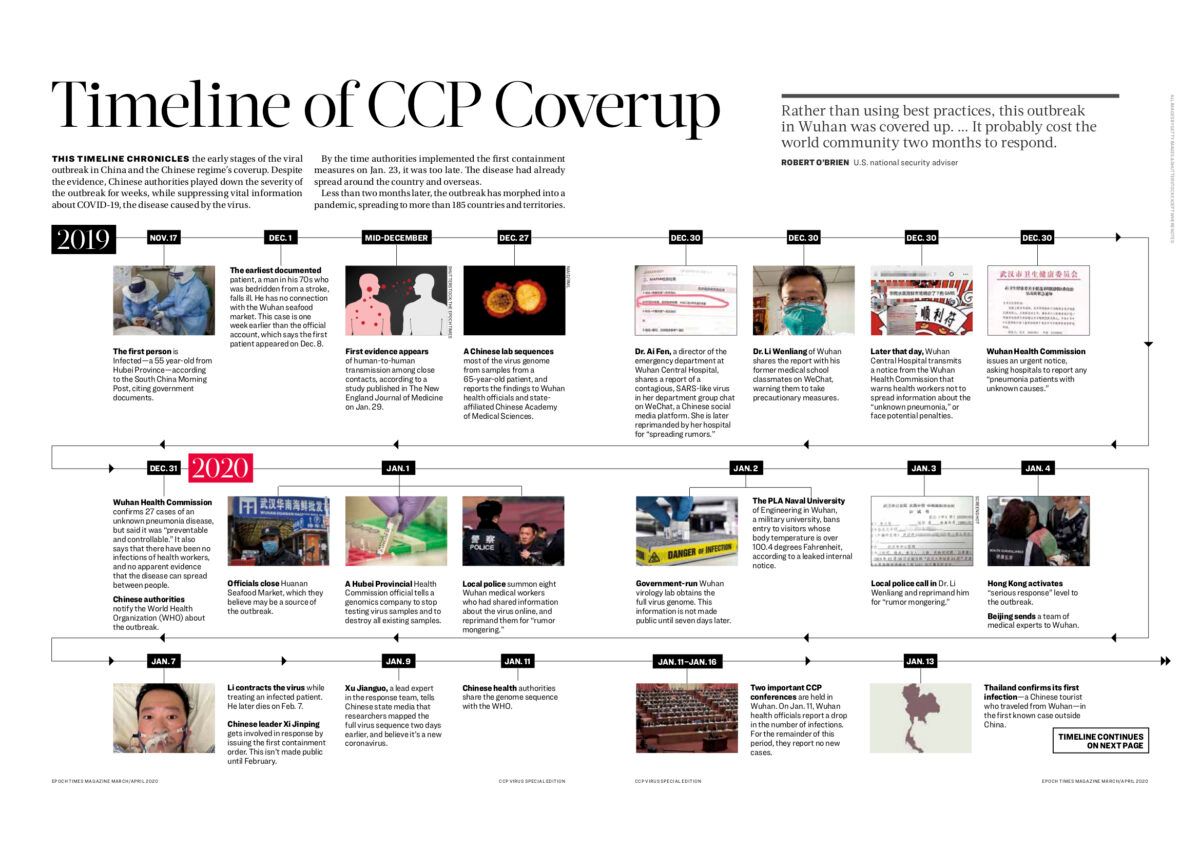 Timeline of CCP Coverup
Rather than using best practices, this outbreak
in Wuhan was covered up. ... It probably cost the
world community two months to respond.
ROBERT O'BRIEN U.S. national security adviser
THIS TIMELINE CHRONICLES the early stages of the viral
outbreak in China and the Chinese regime's coverup. Despite
the evidence, Chinese authorities played down the severity of
the outbreak for weeks, while suppressing vital information
about COVID-19, the disease caused by the virus.
By the time authorities implemented the first containment
measures on Jan. 23, it was too late. The disease had already
spread around the country and overseas.
Less than two months later, the outbreak has morphed into a
pandemic, spreading to more than 185 countries and territories.
2019
NOV. 17
The first person is
Infected—a 55 year-old from
Hubei Province—according
to the South China Morning
Post, citing government
documents.
DEC. 1
The earliest documented
patient, a man in his 70s who
was bedridden from a stroke,
falls ill. He has no connection
with the Wuhan seafood
market. This case is one
week earlier than the official
account, which says the first
patient appeared on Dec. 8.
MID-DECEMBER
SHUTTERSTOCK, THE EPOCH TIMES
First evidence appears
of human-to-human
transmission among close
contacts, according to a
study published in The New
England Journal of Medicine
on Jan. 29.
DEC. 27
A Chinese lab sequences
most of the virus genome
from samples from a
65-year-old patient, and
reports the findings to Wuhan
health officials and state-
affiliated Chinese Academy
of Medical Sciences.
DEC. 30
Dr. Ai Fen, a director of the
emergency department at
Wuhan Central Hospital,
shares a report of a
contagious, SARS-like virus
in her department group chat
on WeChat, a Chinese social
media platform. She is later
reprimanded by her hospital
for "spreading rumors."
DEC. 30
Dr. Li Wenliang of Wuhan
shares the report with his
former medical school
classmates on WeChat,
warning them to take
precautionary measures.
DEC. 30
顺利符
Later that day, Wuhan
Central Hospital transmits
a notice from the Wuhan
Health Commission that
warns health workers not to
spread information about the
"unknown pneumonia," or
face potential penalties.
DEC. 30
武汉市卫生健康委员会
Wuhan Health Commission
issues an urgent notice,
asking hospitals to report any
"pneumonia patients with
unknown causes."
DEC. 31
Wuhan Health Commission
confirms 27 cases of an
unknown pneumonia disease,
but said it was "preventable
and controllable." It also
says that there have been no
infections of health workers,
and no apparent evidence
that the disease can spread
between people.
Chinese authorities
notify the World Health
Organization (WHO) about
the outbreak.
2020
JAN. 1
武汉华南海鲜批发
Officials close Huanan
Seafood Market, which they
believe may be a source of
the outbreak.
A Hubei Provincial Health
Commission official tells a
genomics company to stop
testing virus samples and to
destroy all existing samples.
警察
POLICE
Local police summon eight
Wuhan medical workers
who had shared information
about the virus online, and
reprimand them for "rumor
mongering."
JAN. 2
DANGER OF INFECTION
Government-run Wuhan
virology lab obtains the
full virus genome. This
information is not made
public until seven days later.
The PLA Naval University
of Engineering in Wuhan,
a military university, bans
entry to visitors whose
body temperature is over
100.4 degrees Fahrenheit,
according to a leaked internal
notice.
JAN. 3
SCREENSHOT
Local police call in Dr. Li
Wenliang and reprimand him
for "rumor mongering."
JAN. 4
Hong Kong activates
"serious response" level to
the outbreak.
Beijing sends a team of
medical experts to Wuhan.
JAN. 7
Li contracts the virus while
treating an infected patient.
He later dies on Feb. 7.
Chinese leader Xi Jinping
gets involved in response by
issuing the first containment
order. This isn't made public
until February.
JAN. 9
Xu Jianguo, a lead expert
in the response team, tells
Chinese state media that
researchers mapped the
full virus sequence two days
earlier, and believe it's a new
coronavirus.
JAN. 11
Chinese health authorities
share the genome sequence
with the WHO.
JAN. 11–JAN. 16
Two important CCP
conferences are held in
Wuhan. On Jan. 11, Wuhan
health officials report a drop
in the number of infections.
For the remainder of this
period, they report no new
cases.
JAN. 13
Thailand confirms its first
infection—a Chinese tourist
who traveled from Wuhan—in
the first known case outside
China.
TIMELINE CONTINUES
ON NEXT PAGE
EPOCH TIMES MAGAZINE MARCH/APRIL 2020
CCP VIRUS SPECIAL EDITION
CCP VIRUS SPECIAL EDITION
EPOCH TIMES MAGAZINE MARCH/APRIL 2020